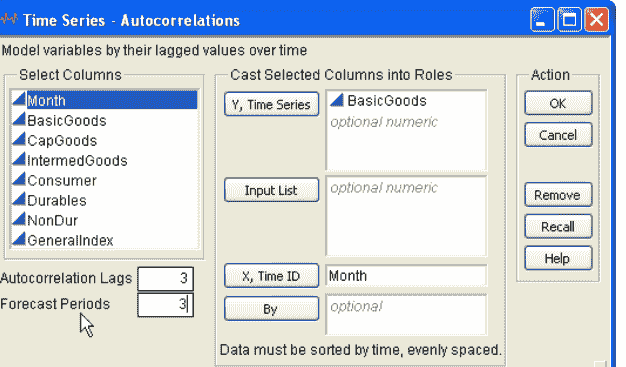 Time Series - Autocorrelations
Model variables by their lagged values over time
Select Columns
Month
BasicGoods
CapGoods
IntermedGoods
Consumer
Durables
NonDur
GeneralIndex
Autocorrelation Lags 3
Forecast Periods 3
Cast Selected Columns into Roles
Y, Time Series
BasicGoods
optional numeric
Input List
optional numeric
X, Time ID
Month
By
optional
Data must be sorted by time, evenly spaced.
Action
OK
Cancel
Remove
Recall
Help